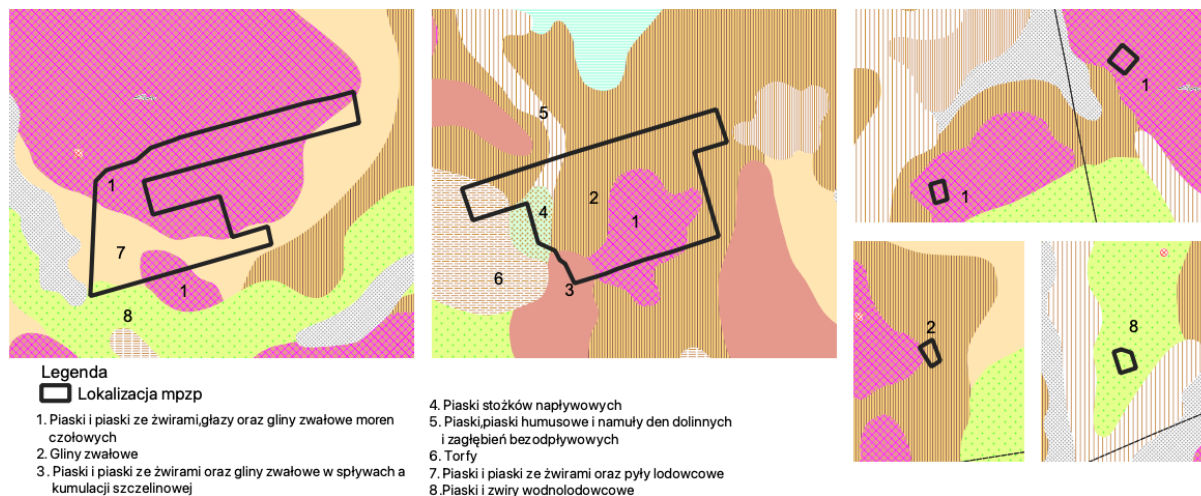 1
7
1
8
5
4
2
1
6
3
1
1
2
8
Legenda
Lokalizacja mpzp
1. Piaski i piaski ze żwirami,głazy oraz gliny zwałowe moren
czołowych
2. Gliny zwałowe
3. Piaski i piaski ze żwirami oraz gliny zwałowe w spływach a
kumulacji szczelinowej
4. Piaski stożków napływowych
5. Piaski,piaski humusowe i namuły den dolinnych
i zagłębień bezodpływowych
6. Torfy
7. Piaski i piaski ze żwirami oraz pyły lodowcowe
8. Piaski i zwiry wodnolodowcowe